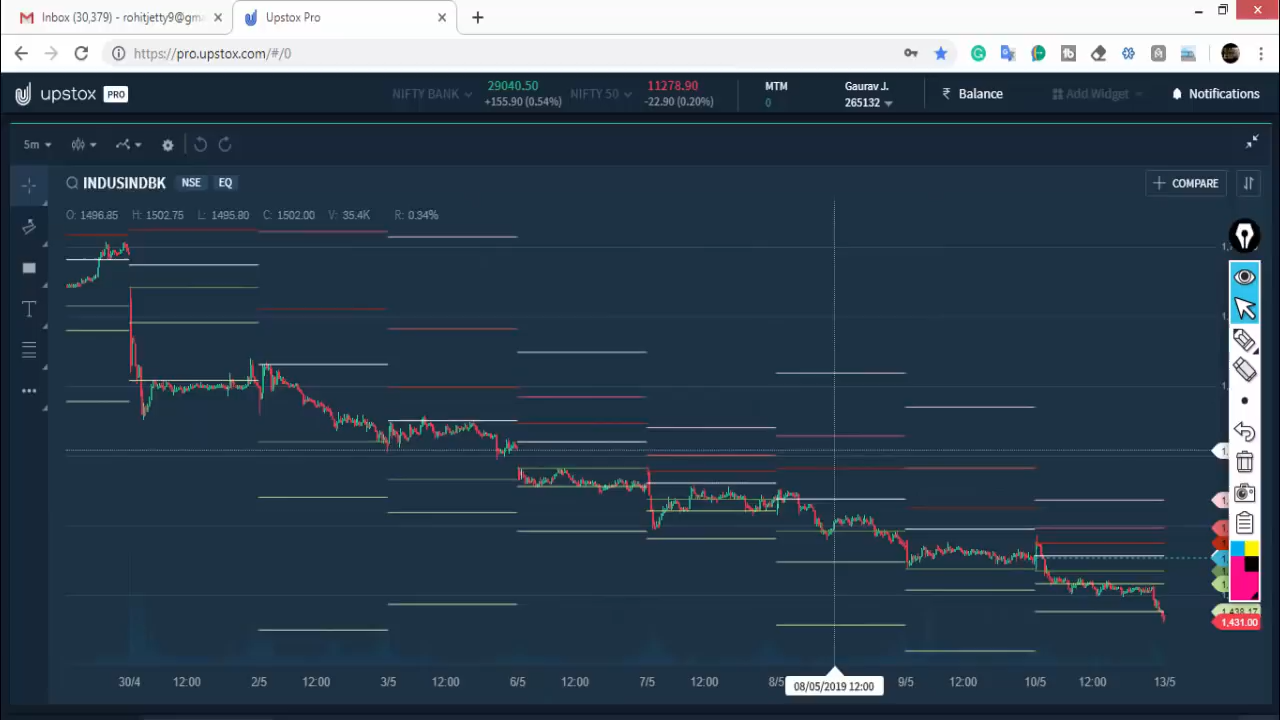 Inbox (30,379) - rohitjetty9@gma
Upstox Pro
https://pro.upstox.com/#/0
upstox PRO
NIFTY BANK 29040.50 +155.90 (0.54%)
NIFTY 50 11278.90 -22.90 (0.20%)
MTM 0
Gaurav J. 265132
₹ Balance
Add Widget
Notifications
5m
INDUSINDBK NSE EQ
COMPARE
O: 1496.85 H: 1502.75 L: 1495.80 C: 1502.00 V: 35.4K R: 0.34%
T
1,438.17
1,431.00
30/4 12:00 2/5 12:00 3/5 12:00 6/5 12:00 7/5 12:00 8/5 9/5 12:00 10/5 12:00 13/5
08/05/2019 12:00